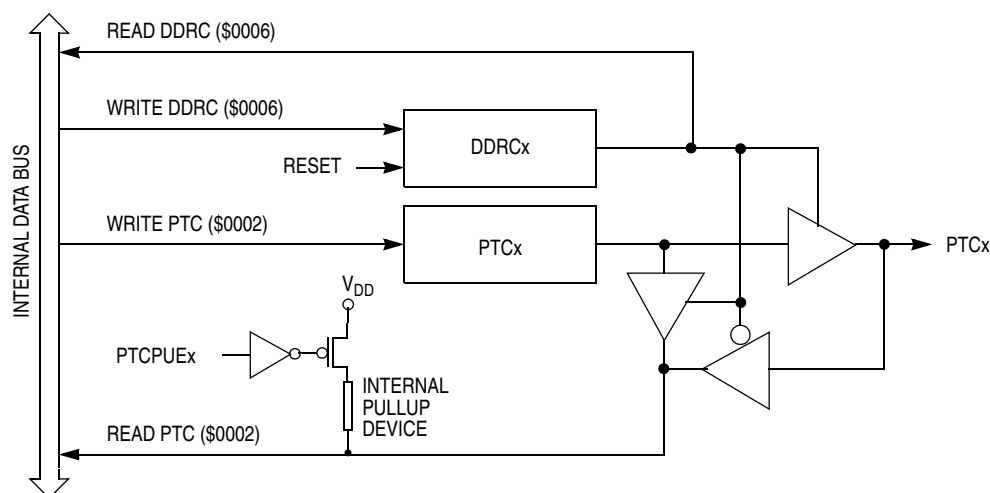 READ DDRC ($0006)
WRITE DDRC ($0006)
DDRCx
RESET
INTERNAL DATA BUS
WRITE PTC ($0002)
PTCx
PTCx
VDD
PTCPUEx
INTERNAL
PULLUP
DEVICE
READ PTC ($0002)